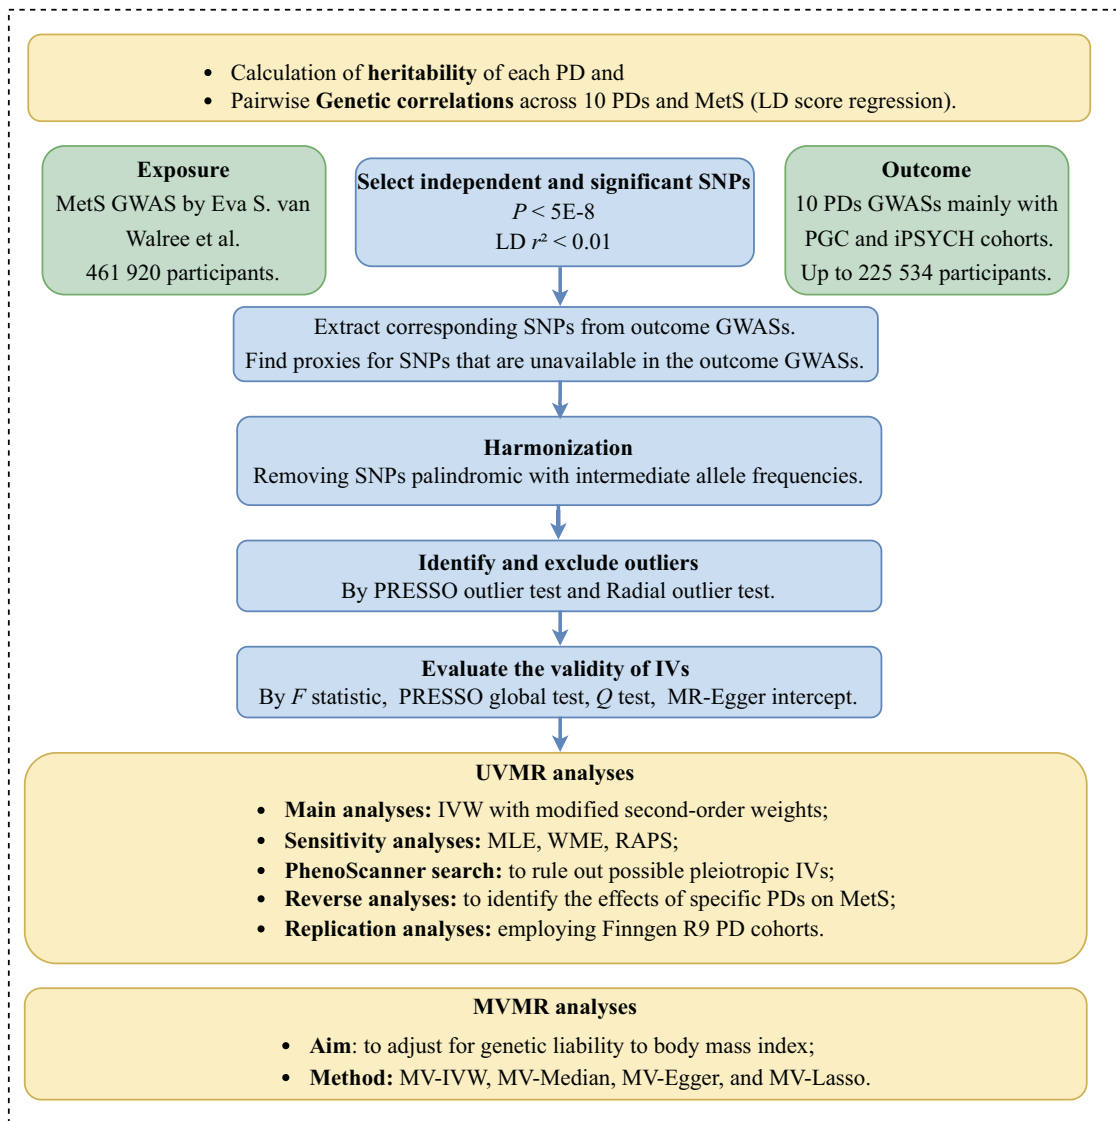 • Calculation of heritability of each PD and
• Pairwise Genetic correlations across 10 PDs and MetS (LD score regression).
Exposure
MetS GWAS by Eva S. van
Walree et al.
461 920 participants.
Select independent and significant SNPs
P < 5E-8
LD r² < 0.01
Outcome
10 PDs GWASs mainly with
PGC and iPSYCH cohorts.
Up to 225 534 participants.
Extract corresponding SNPs from outcome GWASs.
Find proxies for SNPs that are unavailable in the outcome GWASs.
Harmonization
Removing SNPs palindromic with intermediate allele frequencies.
Identify and exclude outliers
By PRESSO outlier test and Radial outlier test.
Evaluate the validity of IVs
By F statistic, PRESSO global test, Q test, MR-Egger intercept.
UVMR analyses
• Main analyses: IVW with modified second-order weights;
• Sensitivity analyses: MLE, WME, RAPS;
• PhenoScanner search: to rule out possible pleiotropic IVs;
• Reverse analyses: to identify the effects of specific PDs on MetS;
• Replication analyses: employing Finngen R9 PD cohorts.
MVMR analyses
• Aim: to adjust for genetic liability to body mass index;
• Method: MV-IVW, MV-Median, MV-Egger, and MV-Lasso.